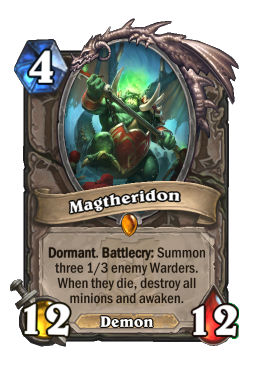 4
Magtheridon
Dormant. Battlecry: Summon
three 1/3 enemy Warders.
When they die, destroy all
minions and awaken.
12
Demon
12